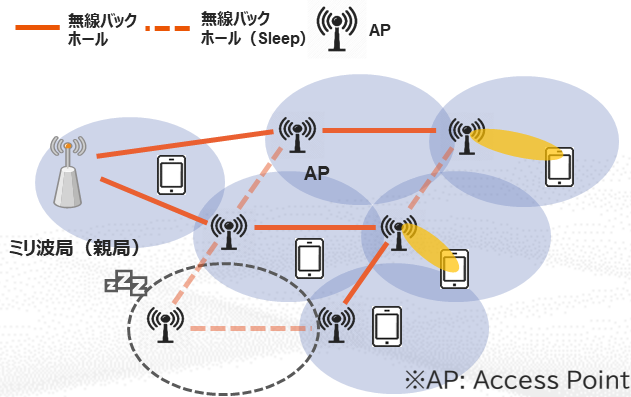 無線バック
ホール
無線バック
ホール（Sleep）
AP
AP
ミリ波局（親局）
ZZZ
※AP: Access Point